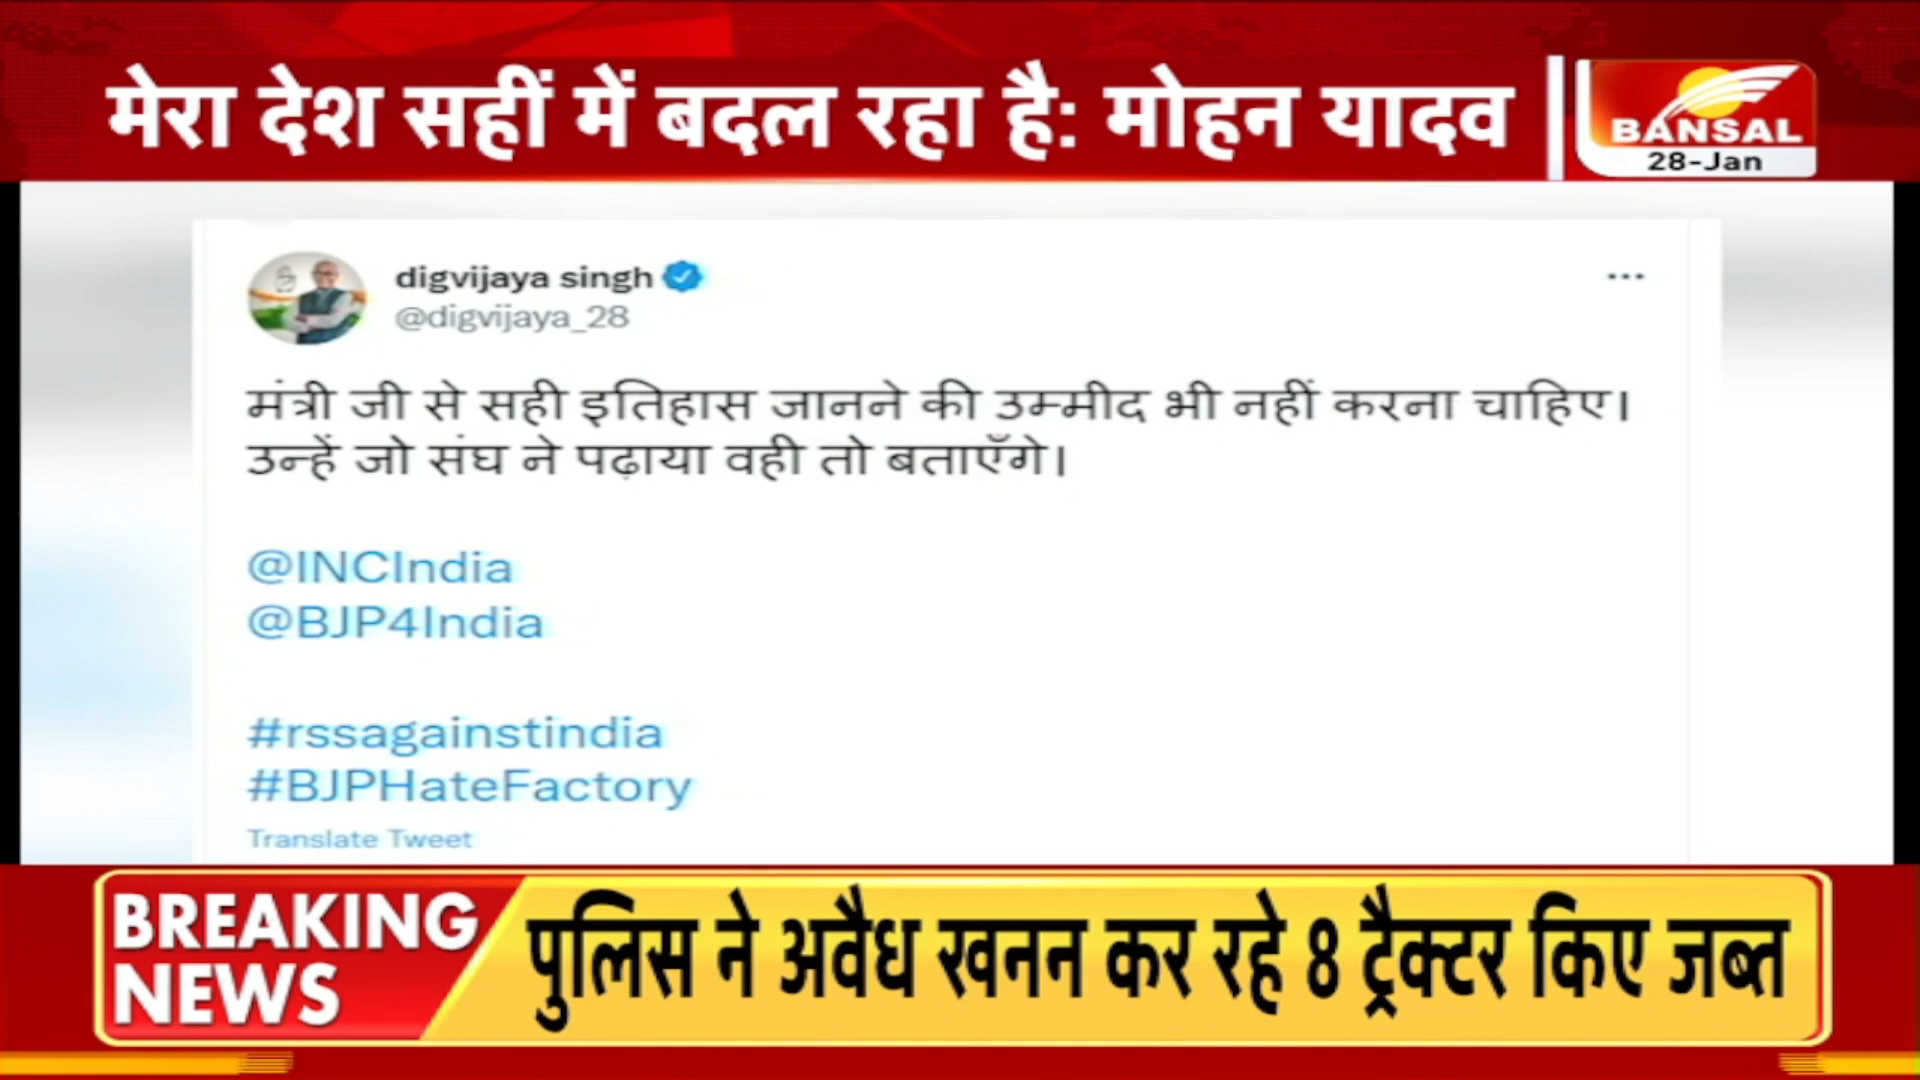 मेरा देश सहीं में बदल रहा है: मोहन यादव
BANSAL
28-Jan
digvijaya singh
@digvijaya_28
मंत्री जी से सही इतिहास जानने की उम्मीद भी नहीं करना चाहिए।
उन्हें जो संघ ने पढ़ाया वही तो बताएँगे।
@INCIndia
@BJP4India
#rssagainstindia
#BJPHateFactory
Translate Tweet
BREAKING
NEWS
पुलिस ने अवैध खनन कर रहे 8 ट्रैक्टर किए जब्त